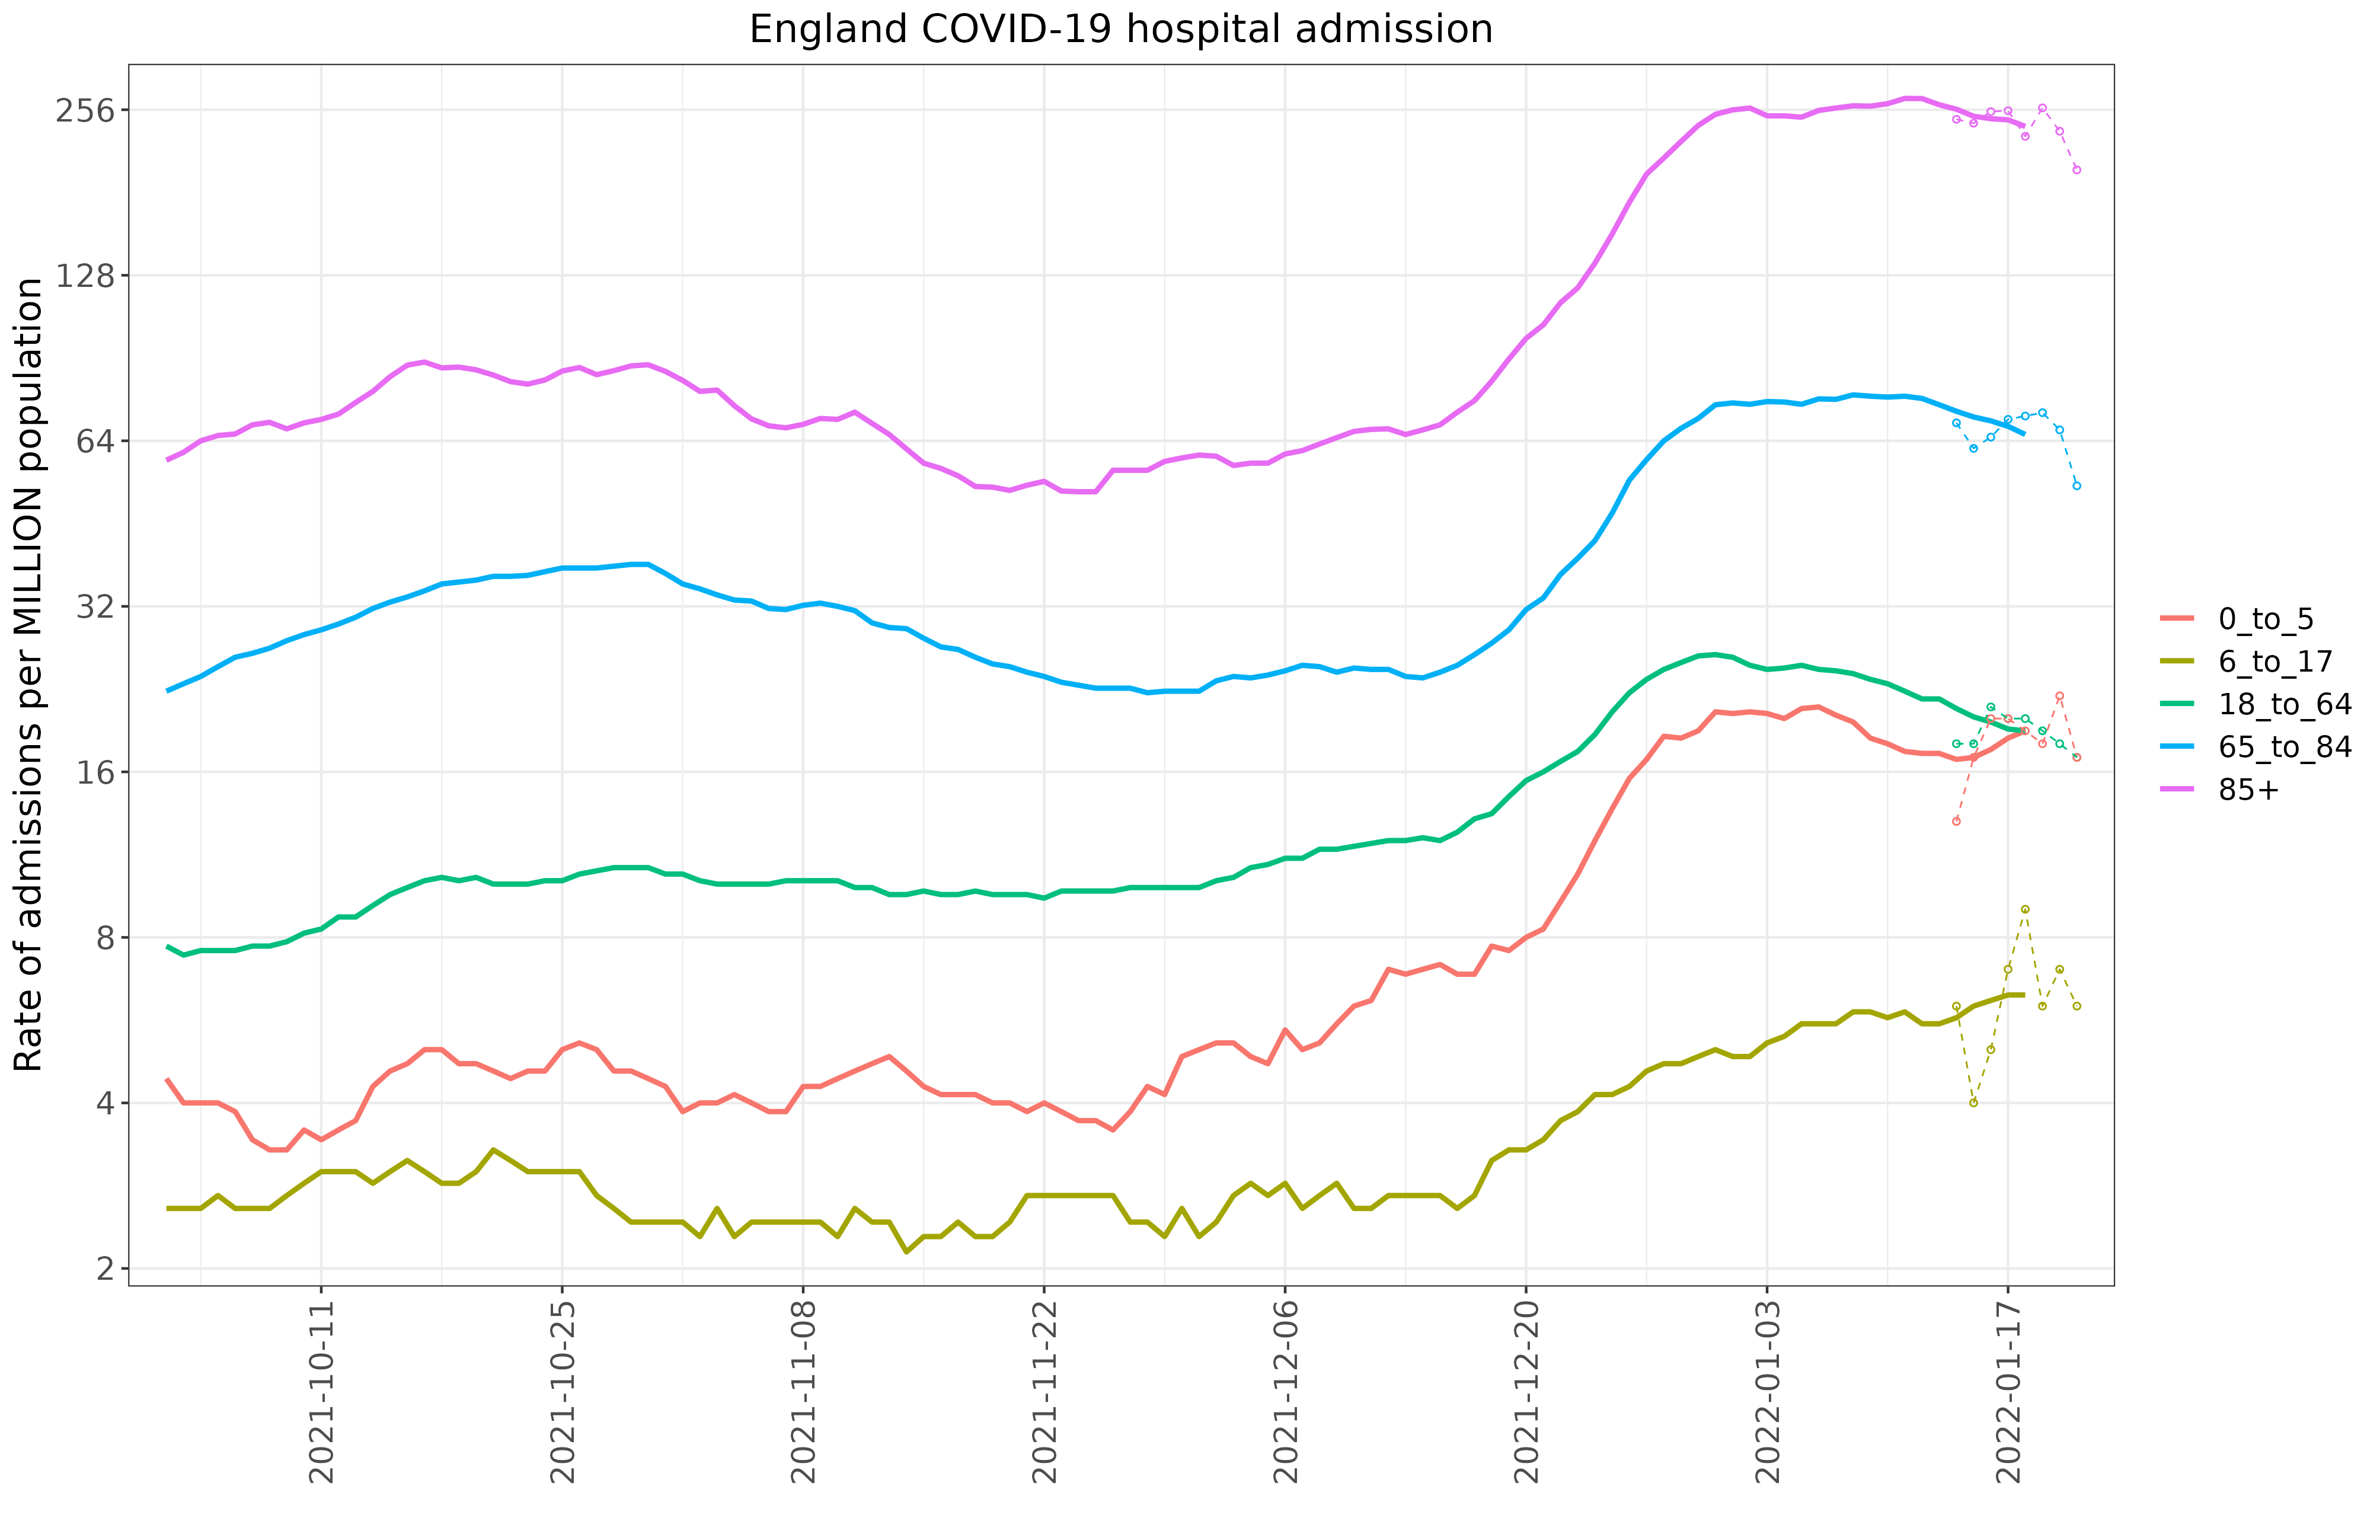 England COVID-19 hospital admission
Rate of admissions per MILLION population
256
128
64
32
16
8
4
2
2021-10-11
2021-10-25
2021-11-08
2021-11-22
2021-12-06
2021-12-20
2022-01-03
2022-01-17
0_to_5
6_to_17
18_to_64
65_to_84
85+